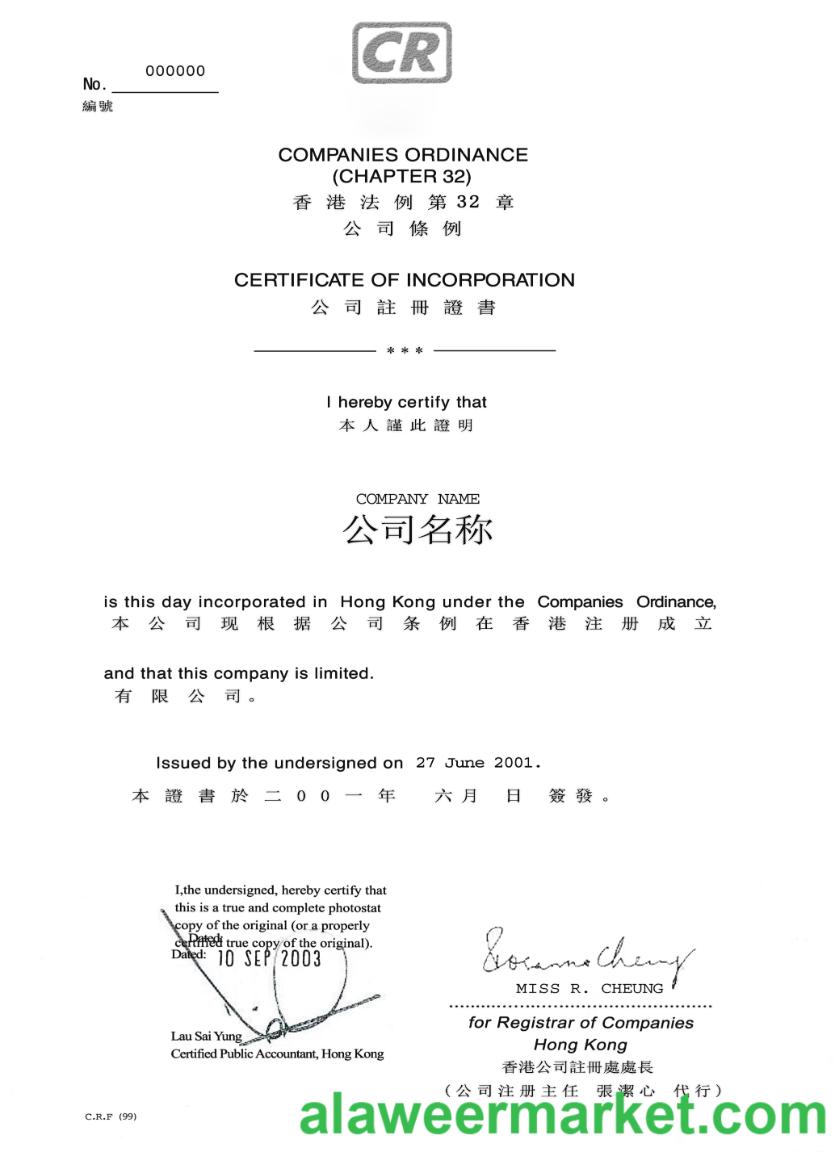 CR
000000
No.
編號
COMPANIES ORDINANCE
(CHAPTER 32)
香港法例第32章
公司條例
CERTIFICATE OF INCORPORATION
公司註冊證書
***
I hereby certify that
本人謹此證明
COMPANY NAME
公司名称
is this day incorporated in Hong Kong under the Companies Ordinance,
本公司现根据公司条例在香港注册成立
and that this company is limited.
有限公司。
Issued by the undersigned on 27 June 2001.
本證書於二00一年 六月 日 簽發。
I,the undersigned, hereby certify that
this is a true and complete photostat
copy of the original (or a properly
certified true copy of the original).
Dated:
Dated: 10 SEP 2003
Lau Sai Yung
Certified Public Accountant, Hong Kong
Rosanna Cheung
MISS R. CHEUNG
for Registrar of Companies
Hong Kong
香港公司註冊處處長
(公司注册主任 張潔心 代行)
C.R.F (99)
alaweermarket.com